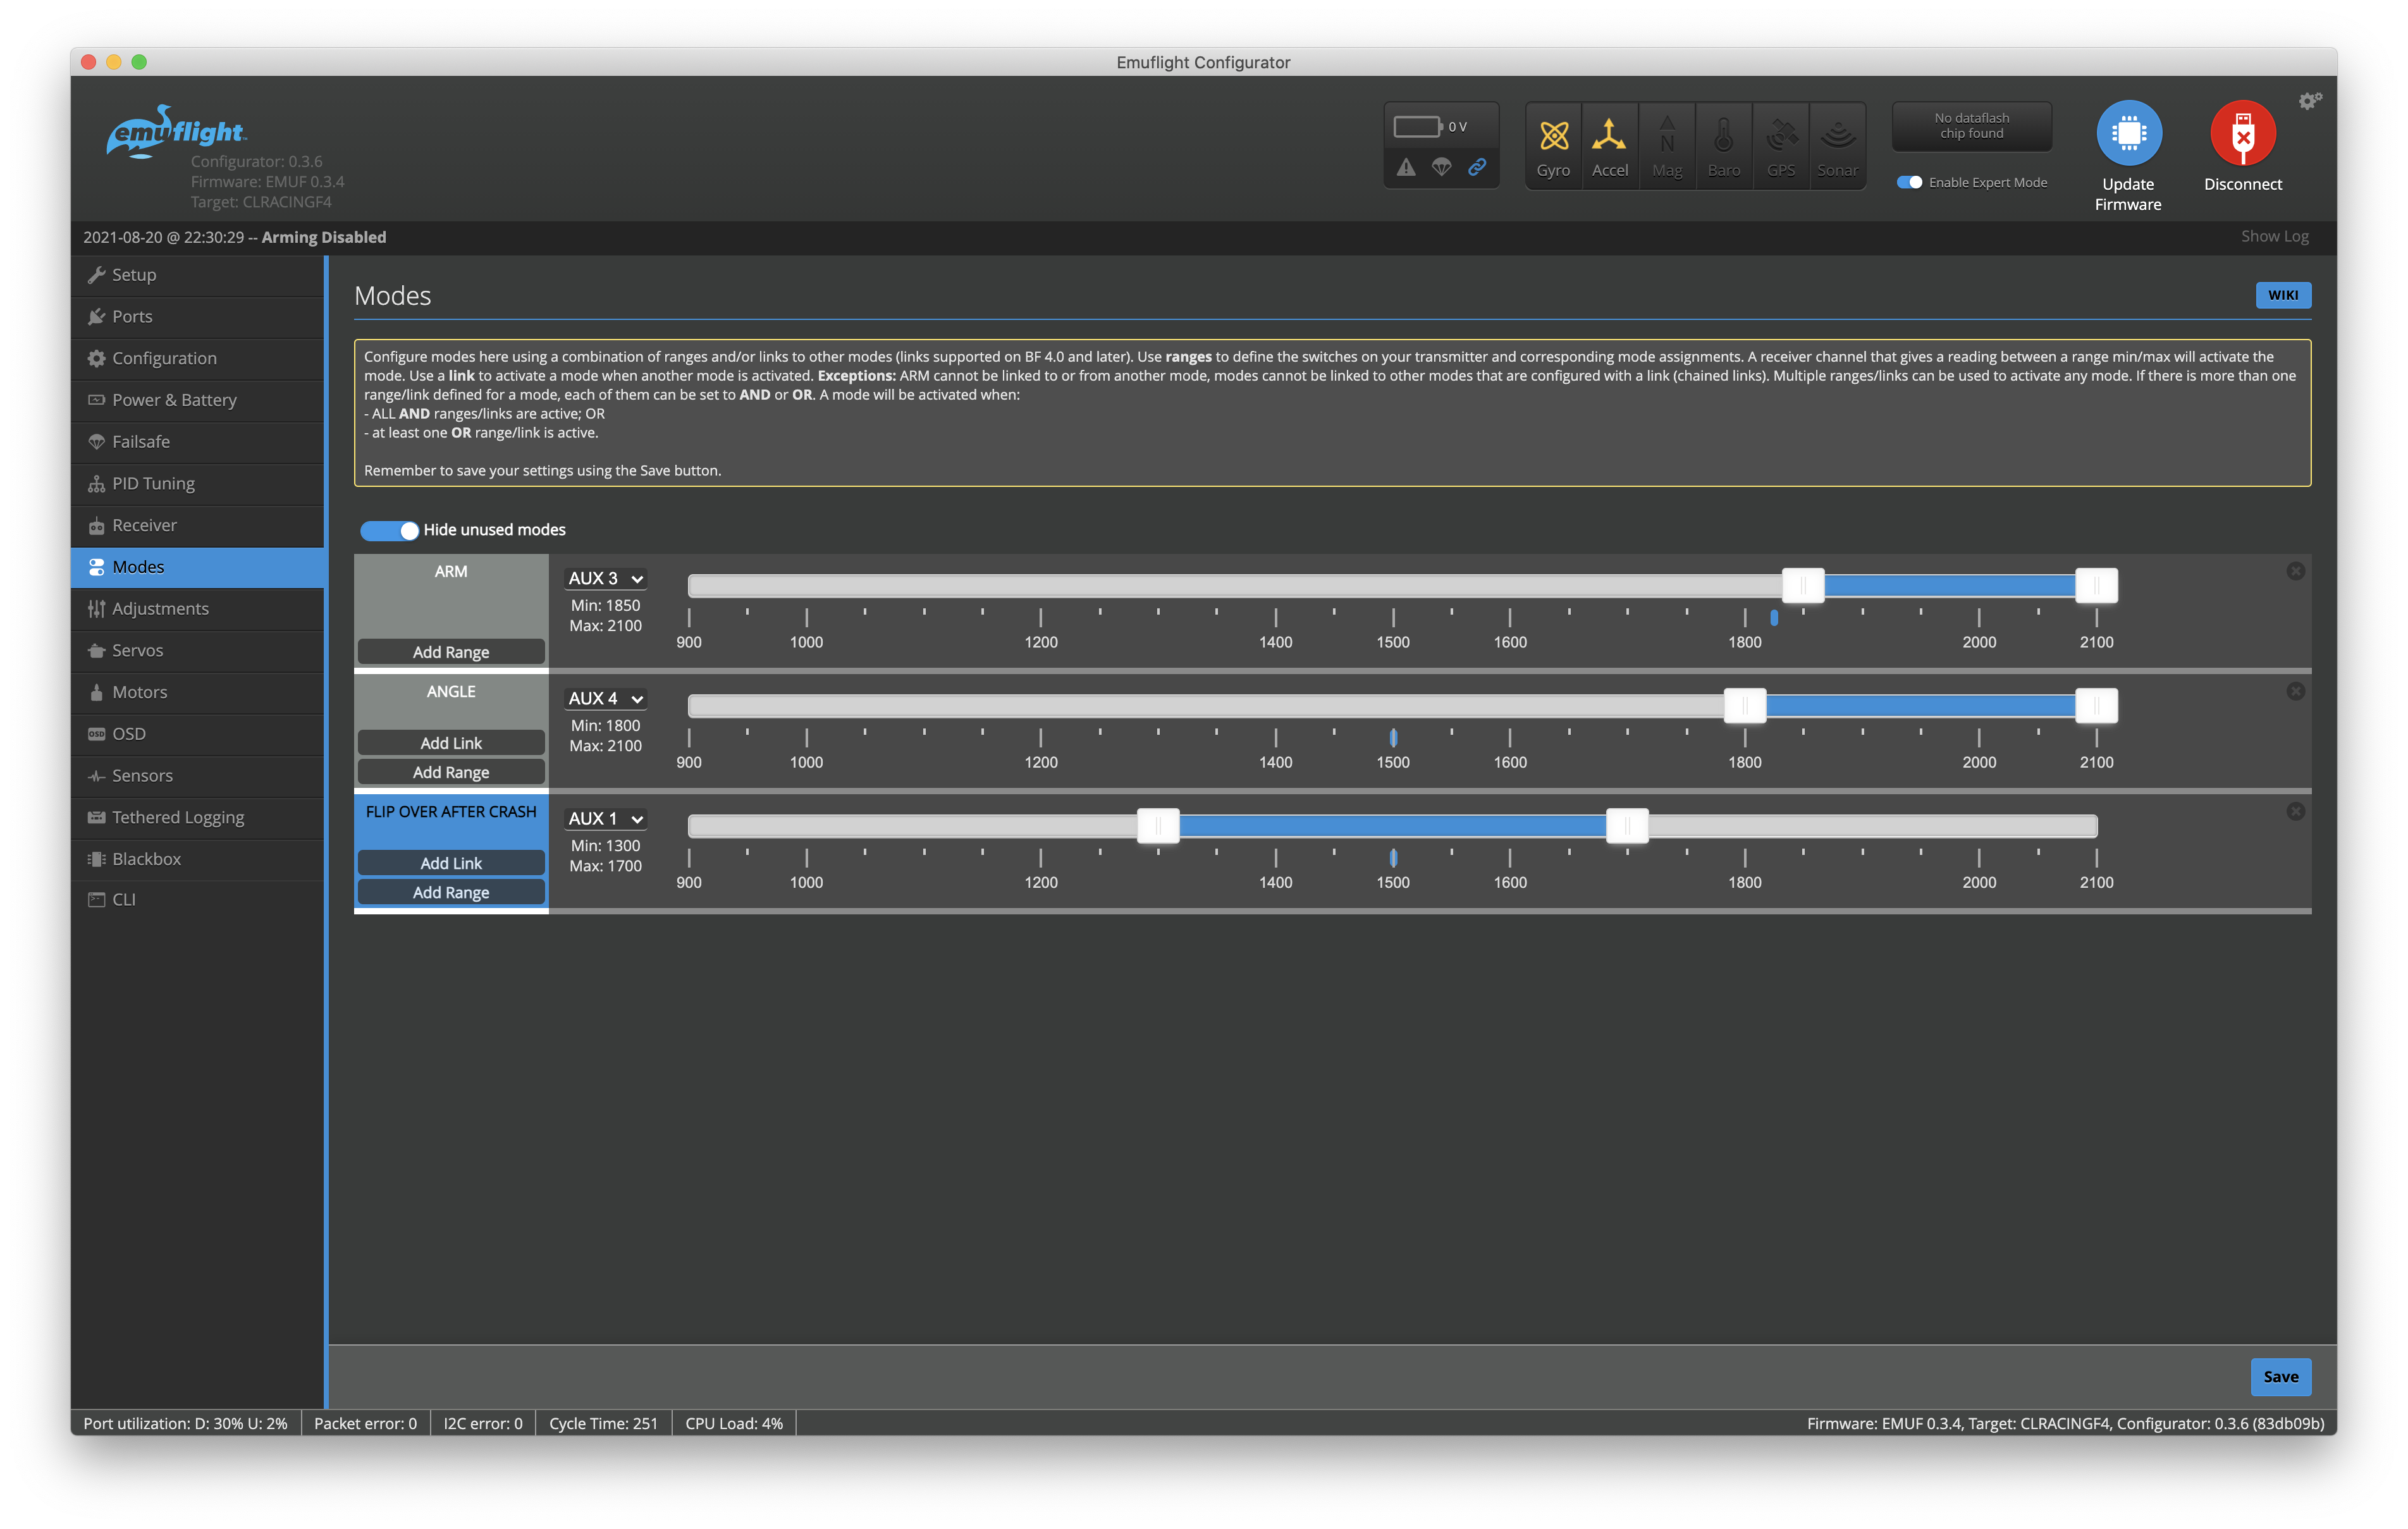 Emuflight Configurator
emuflight
Configurator: 0.3.6
Firmware: EMUF 0.3.4
Target: CLRACINGF4
0 V
Gyro
Accel
Mag
Baro
GPS
Sonar
No dataflash
chip found
Enable Expert Mode
Update
Firmware
Disconnect
2021-08-20 @ 22:30:29 -- Arming Disabled
Show Log
Setup
Ports
Configuration
Power & Battery
Failsafe
PID Tuning
Receiver
Modes
Adjustments
Servos
Motors
OSD
Sensors
Tethered Logging
Blackbox
CLI
Modes
WIKI
Configure modes here using a combination of ranges and/or links to other modes (links supported on BF 4.0 and later). Use ranges to define the switches on your transmitter and corresponding mode assignments. A receiver channel that gives a reading between a range min/max will activate the
mode. Use a link to activate a mode when another mode is activated. Exceptions: ARM cannot be linked to or from another mode, modes cannot be linked to other modes that are configured with a link (chained links). Multiple ranges/links can be used to activate any mode. If there is more than one
range/link defined for a mode, each of them can be set to AND or OR. A mode will be activated when:
- ALL AND ranges/links are active; OR
- at least one OR range/link is active.
Remember to save your settings using the Save button.
Hide unused modes
ARM
Add Range
AUX 3
Min: 1850
Max: 2100
900 1000 1200 1400 1500 1600 1800 2000 2100
ANGLE
Add Link
Add Range
AUX 4
Min: 1800
Max: 2100
900 1000 1200 1400 1500 1600 1800 2000 2100
FLIP OVER AFTER CRASH
Add Link
Add Range
AUX 1
Min: 1300
Max: 1700
900 1000 1200 1400 1500 1600 1800 2000 2100
Save
Port utilization: D: 30% U: 2%
Packet error: 0
I2C error: 0
Cycle Time: 251
CPU Load: 4%
Firmware: EMUF 0.3.4, Target: CLRACINGF4, Configurator: 0.3.6 (83db09b)